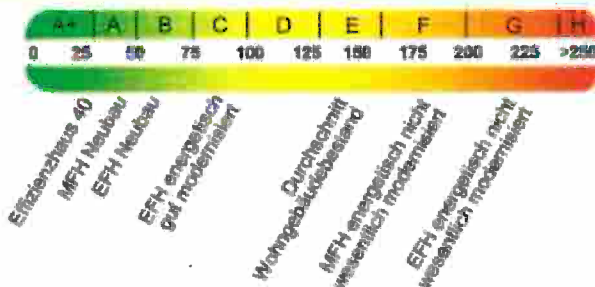 A+ A B C D E F G H
0 25 50 75 100 125 150 175 200 225 >250
Effizienzhaus 40
MFH Neubau
EFH Neubau
EFH energetisch
gut modernisiert
Durchschnitt
Wohngebäudebestand
MFH energetisch nicht
wesentlich modernisiert
EFH energetisch nicht
wesentlich modernisiert